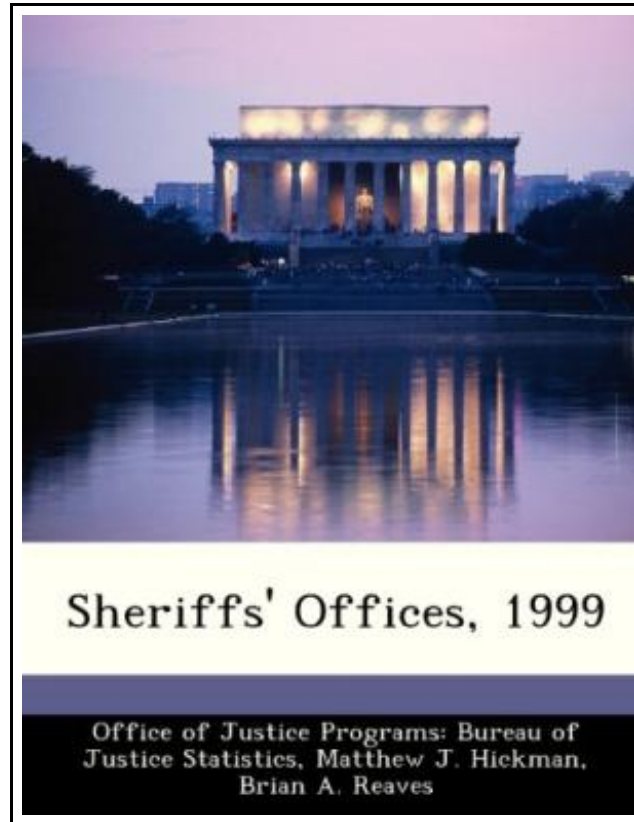 Sheriffs' Offices, 1999
Office of Justice Programs: Bureau of
Justice Statistics, Matthew J. Hickman,
Brian A. Reaves